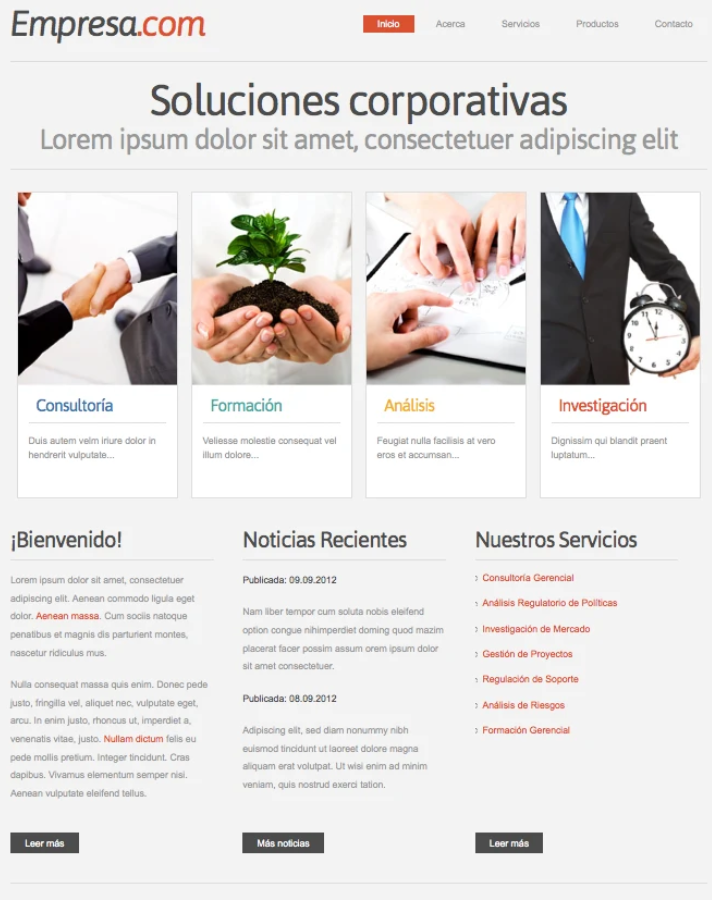 Empresa.com
Inicio Acerca Servicios Productos Contacto
Soluciones corporativas
Lorem ipsum dolor sit amet, consectetuer adipiscing elit
Consultoría
Duis autem velm iriure dolor in
hendrerit vulputate...
Formación
Veliesse molestie consequat vel
illum dolore...
Análisis
Feugiat nulla facilisis at vero
eros et accumsan...
Investigación
Dignissim qui blandit praent
luptatum...
¡Bienvenido!
Lorem ipsum dolor sit amet, consectetuer
adipiscing elit. Aenean commodo ligula eget
dolor. Aenean massa. Cum sociis natoque
penatibus et magnis dis parturient montes,
nascetur ridiculus mus.
Nulla consequat massa quis enim. Donec pede
justo, fringilla vel, aliquet nec, vulputate eget,
arcu. In enim justo, rhoncus ut, imperdiet a,
venenatis vitae, justo. Nullam dictum felis eu
pede mollis pretium. Integer tincidunt. Cras
dapibus. Vivamus elementum semper nisi.
Aenean vulputate eleifend tellus.
Leer más
Noticias Recientes
Publicada: 09.09.2012
Nam liber tempor cum soluta nobis eleifend
option congue nihimperdiet doming quod mazim
placerat facer possim assum orem ipsum dolor
sit amet consectetuer.
Publicada: 08.09.2012
Adipiscing elit, sed diam nonummy nibh
euismod tincidunt ut laoreet dolore magna
aliquam erat volutpat. Ut wisi enim ad minim
veniam, quis nostrud exerci tation.
Más noticias
Nuestros Servicios
Consultoría Gerencial
Análisis Regulatorio de Políticas
Investigación de Mercado
Gestión de Proyectos
Regulación de Soporte
Análisis de Riesgos
Formación Gerencial
Leer más